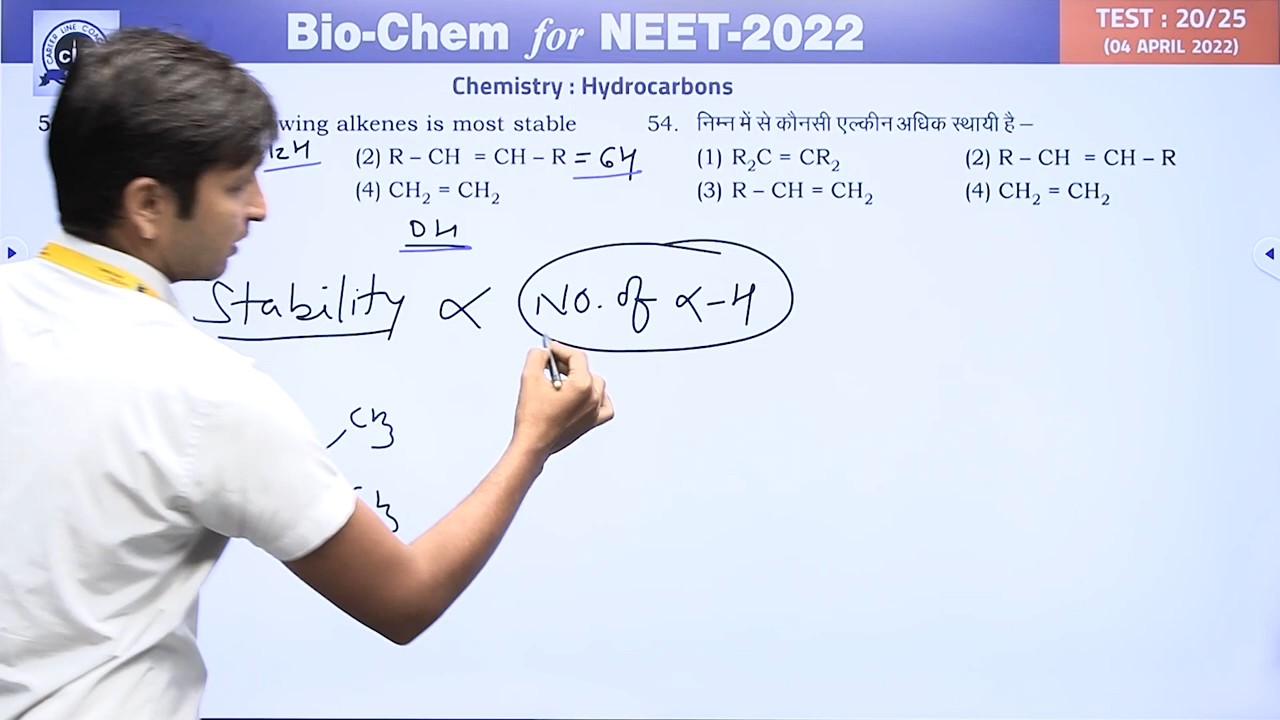 Bio-Chem for NEET-2022
TEST : 20/25
(04 APRIL 2022)
Chemistry : Hydrocarbons
5
wing alkenes is most stable
12H
(2) R – CH = CH – R = 6H
(4) CH₂ = CH₂
0H
54. निम्न में से कौनसी एल्कीन अधिक स्थायी है –
(1) R₂C = CR₂
(2) R – CH = CH – R
(3) R – CH = CH₂
(4) CH₂ = CH₂
Stability ∝ No. of α-H
CH₃
CH₃